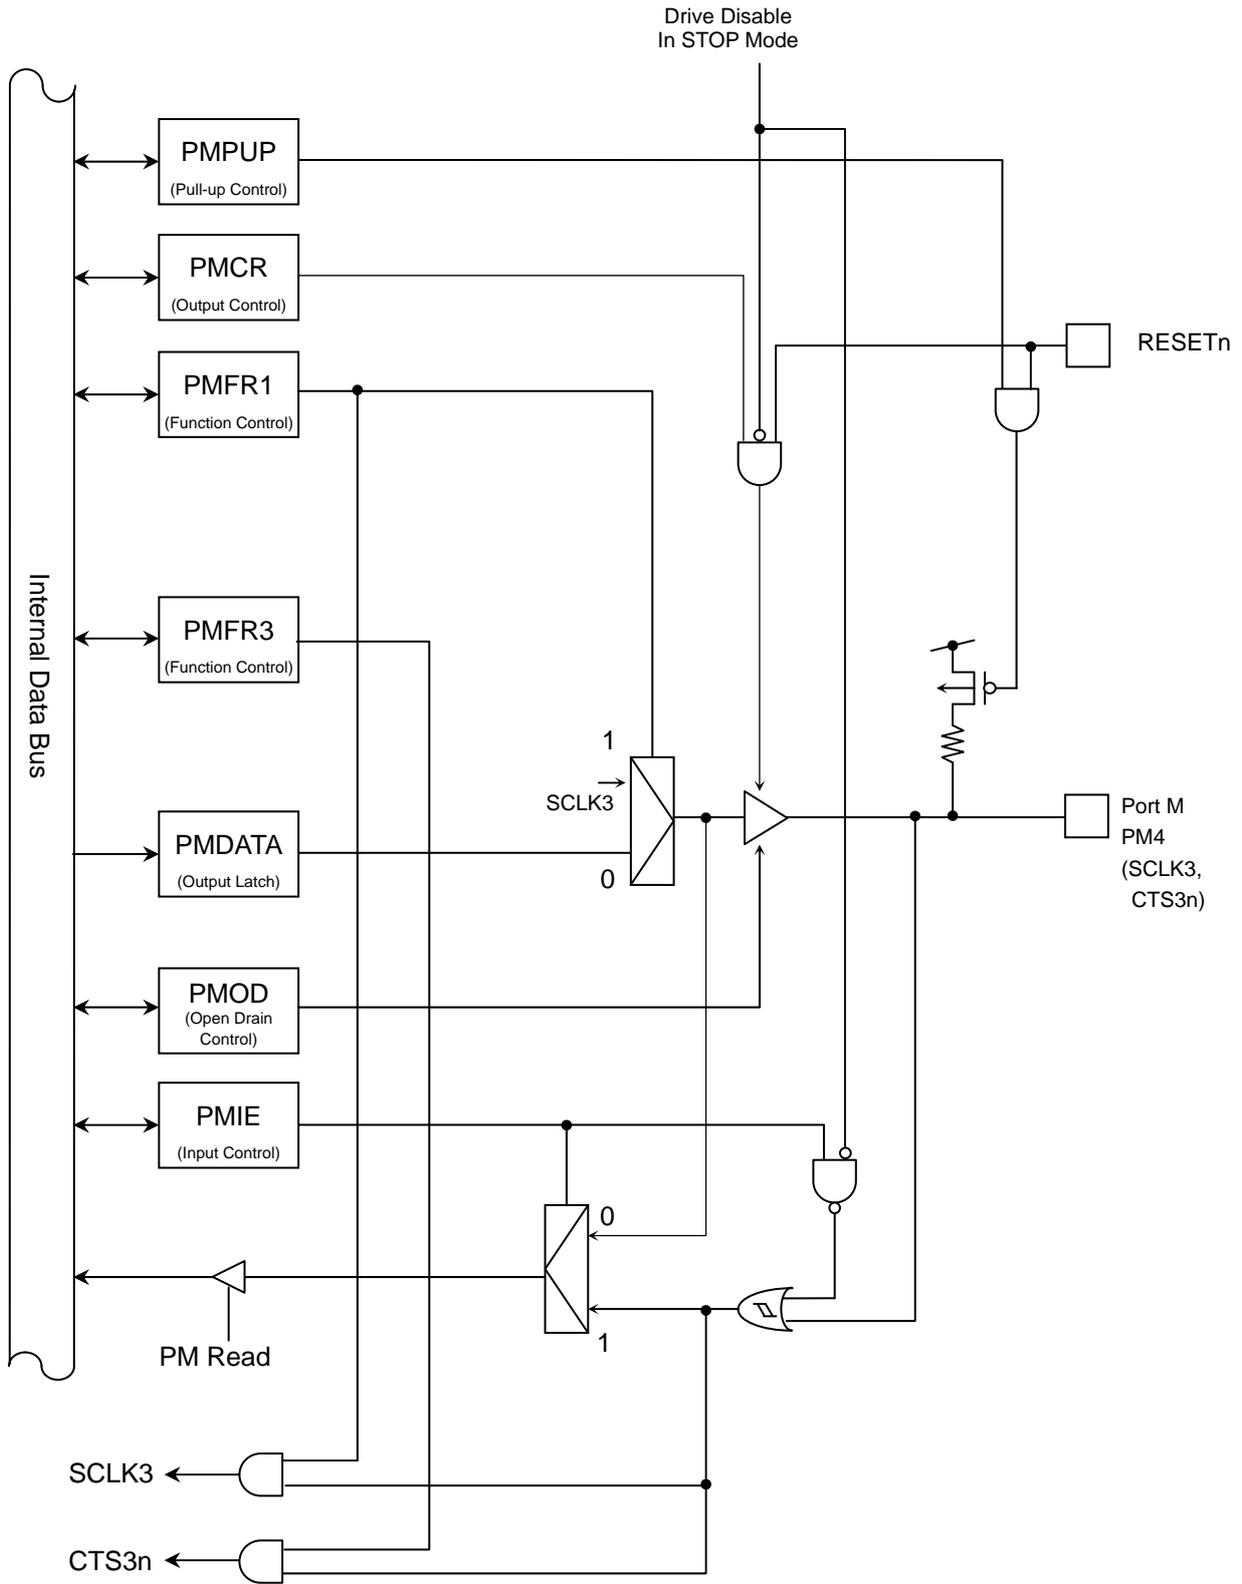 Drive Disable
In STOP Mode
PMPUP
(Pull-up Control)
PMCR
(Output Control)
RESETn
PMFR1
(Function Control)
Internal Data Bus
PMFR3
(Function Control)
1
SCLK3
0
PMDATA
(Output Latch)
Port M
PM4
(SCLK3,
CTS3n)
PMOD
(Open Drain
Control)
PMIE
(Input Control)
0
1
PM Read
SCLK3
CTS3n